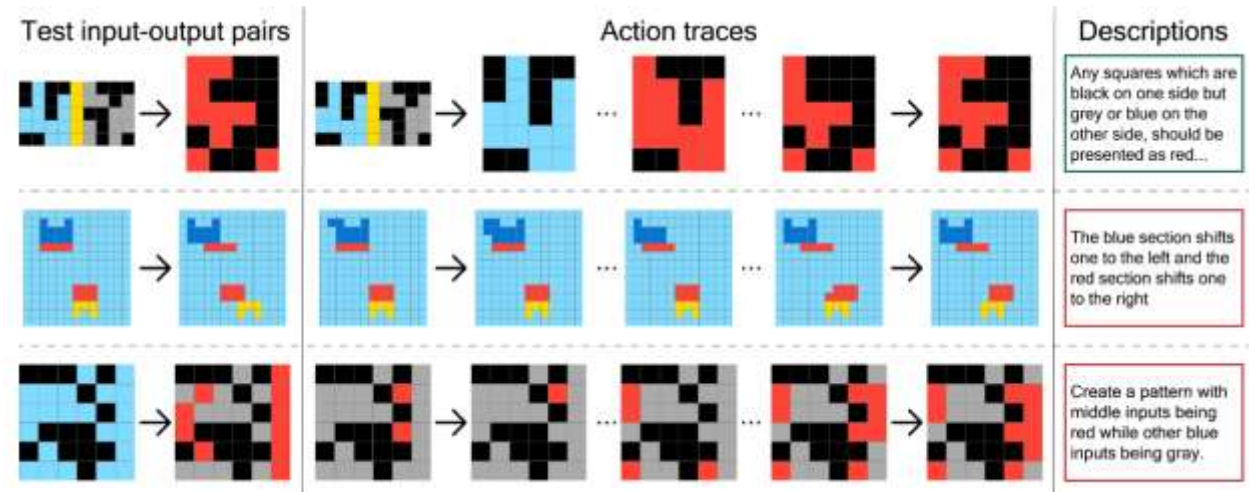 Test input-output pairs
Action traces
Descriptions
Any squares which are
black on one side but
grey or blue on the
other side, should be
presented as red...
The blue section shifts
one to the left and the
red section shifts one
to the right
Create a pattern with
middle inputs being
red while other blue
inputs being gray.